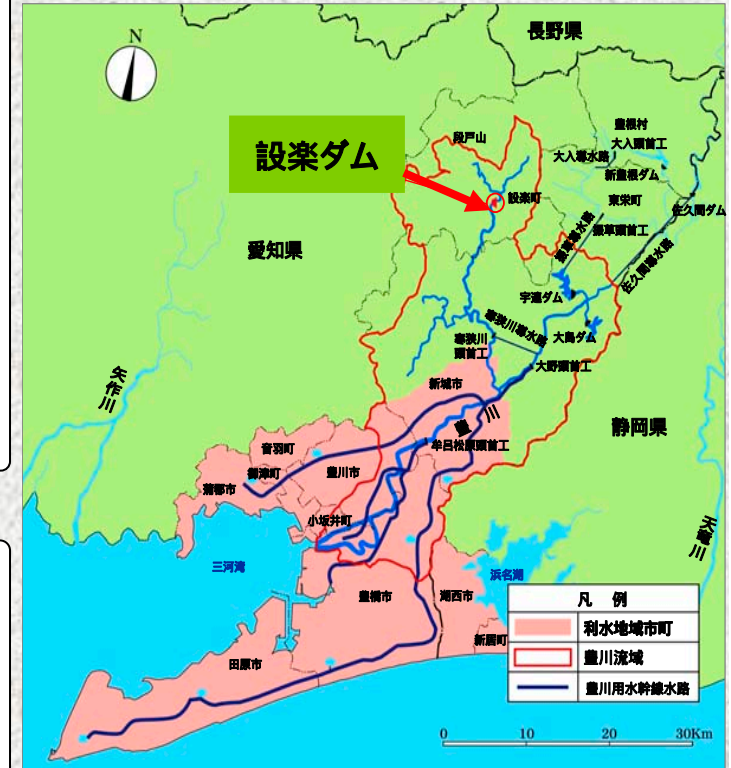 N
長野県
設楽ダム
段戸山
豊根村
大入頭首工
大入導水路
新豊根ダム
設楽町
東栄町
佐久間ダム
振草頭首工
振草導水路
佐久間導水路
愛知県
宇連ダム
大島ダム
寒狭川導水路
寒狭川
頭首工
大野頭首工
矢作川
新城市
豊川
静岡県
牟呂松原頭首工
音羽町
御津町
豊川市
蒲郡市
小坂井町
天竜川
三河湾
浜名湖
豊橋市
湖西市
新居町
田原市
凡 例
利水地域市町
豊川流域
豊川用水幹線水路
0 10 20 30Km